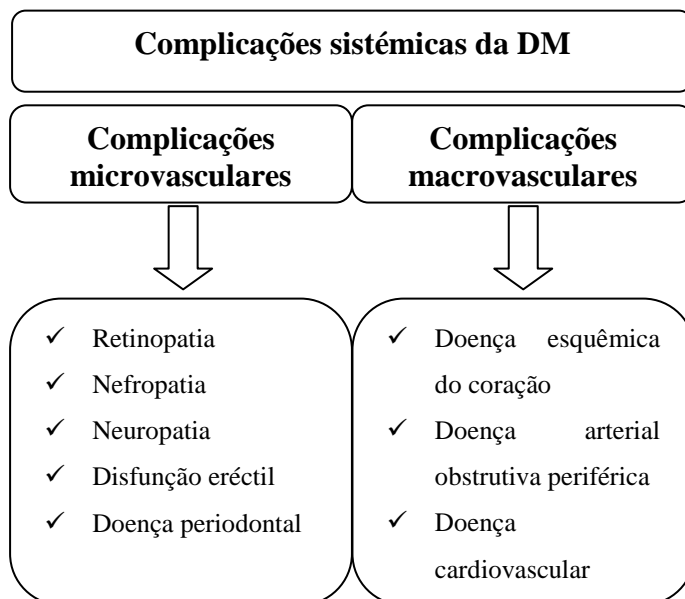 Complicações sistémicas da DM
Complicações
microvasculares
Complicações
macrovasculares
✓ Retinopatia
✓ Nefropatia
✓ Neuropatia
✓ Disfunção eréctil
✓ Doença periodontal
✓ Doença esquêmica
do coração
✓ Doença arterial
obstrutiva periférica
✓ Doença
cardiovascular